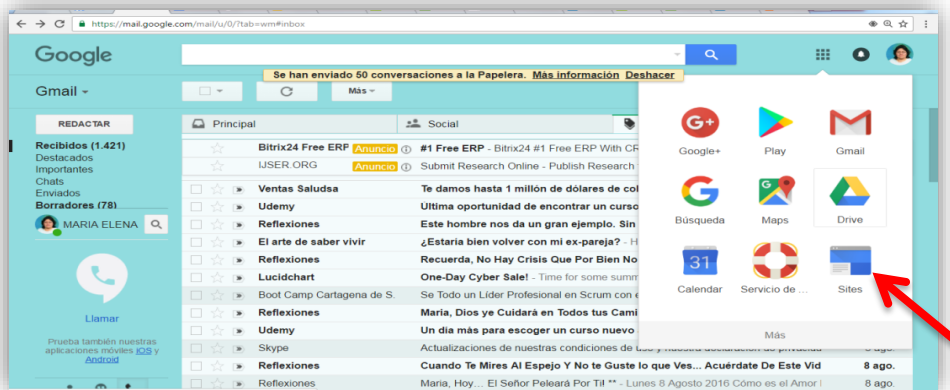 https://mail.google.com/mail/u/0/?tab=wm#inbox
Google
Se han enviado 50 conversaciones a la Papelera. Más información Deshacer
Gmail
Más
REDACTAR
Recibidos (1.421)
Destacados
Importantes
Chats
Enviados
Borradores (78)
MARIA ELENA
Llamar
Prueba también nuestras
aplicaciones móviles iOS y
Android
Principal
Social
Bitrix24 Free ERP Anuncio #1 Free ERP - Bitrix24 #1 Free ERP With CR
IJSER.ORG Anuncio Submit Research Online - Publish Research
Ventas Saludsa Te damos hasta 1 millón de dólares de col
Udemy Ultima oportunidad de encontrar un curso
Reflexiones Este hombre nos da un gran ejemplo. Sin
El arte de saber vivir ¿Estaría bien volver con mi ex-pareja? - H
Reflexiones Recuerda, No Hay Crisis Que Por Bien No
Lucidchart One-Day Cyber Sale! - Time for some summ
Boot Camp Cartagena de S. Se Todo un Líder Profesional en Scrum con
Reflexiones Maria, Dios ye Cuidará en Todos tus Cami
Udemy Un día más para escoger un curso nuevo
Skype Actualizaciones de nuestras condiciones de uso y nuestra declaración de privacida 8 ago.
Reflexiones Cuando Te Mires Al Espejo Y No te Guste lo que Ves... Acuérdate De Este Vid 8 ago.
Reflexiones Maria, Hoy... El Señor Peleará Por Ti! ** - Lunes 8 Agosto 2016 Cómo es el Amor 8 ago.
G+
Google+
Play
Gmail
Búsqueda
Maps
Drive
31
Calendar
Servicio de ...
Sites
Más